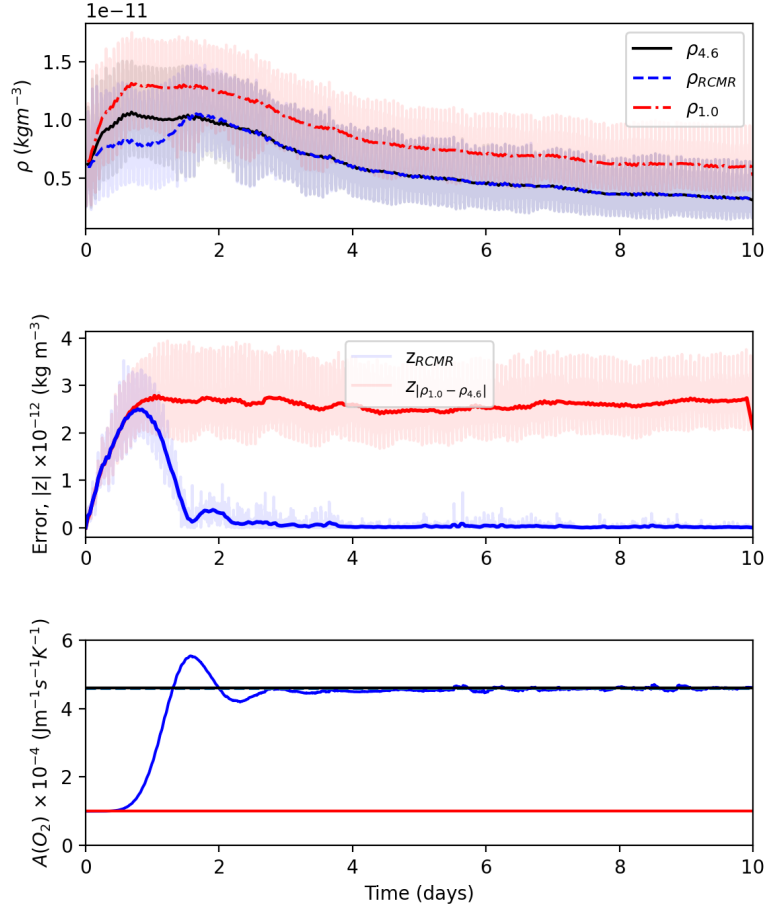 1e−11
ρ (kgm⁻³)
1.5
1.0
0.5
ρ₄.₆
ρ_RCMR
ρ₁.₀
0 2 4 6 8 10
Error, |z| ×10⁻¹² (kg m⁻³)
4
3
2
1
0
z_RCMR
z_|ρ₁.₀ − ρ₄.₆|
0 2 4 6 8 10
A(O₂) × 10⁻⁴ (Jm⁻¹s⁻¹K⁻¹)
6
4
2
0
0 2 4 6 8 10
Time (days)